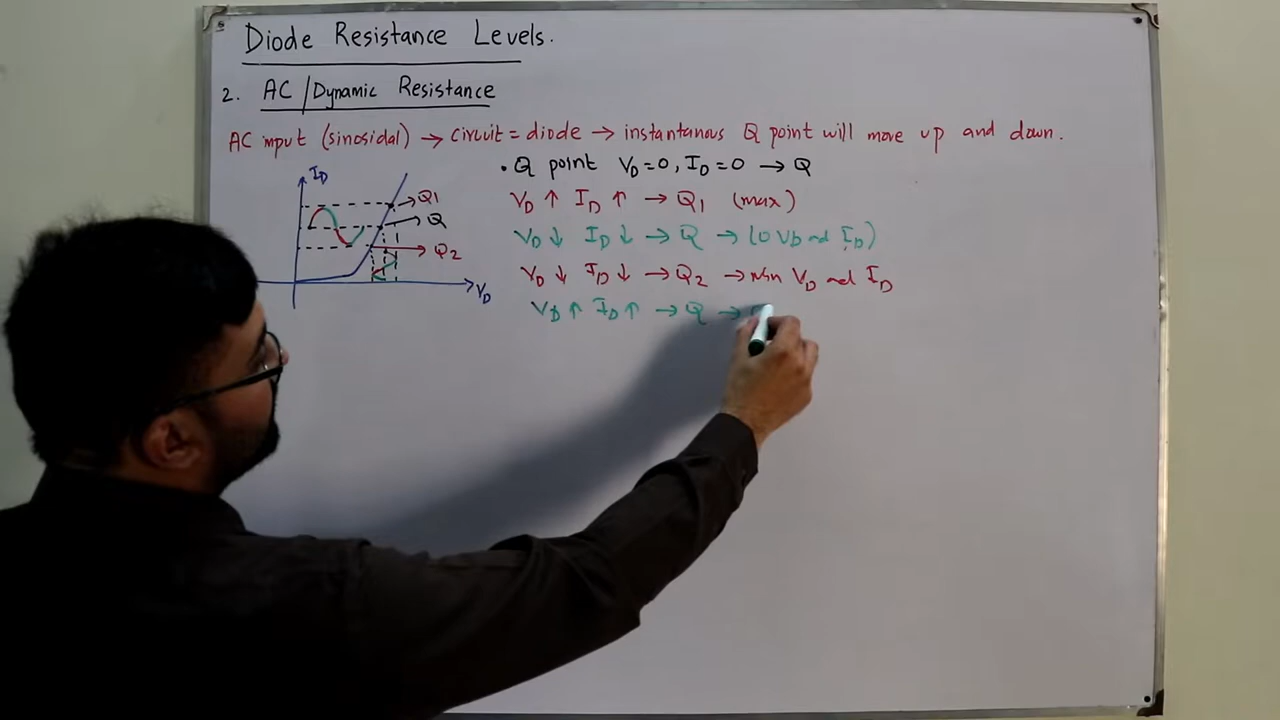 Diode Resistance Levels.
2. AC/Dynamic Resistance
AC input (sinosidal) → circuit = diode → instantanous Q point will move up and down.
• Q point V_D=0, I_D=0 → Q
V_D ↑ I_D ↑ → Q1 (max)
V_D ↓ I_D ↓ → Q → (0 V_D and I_D)
V_D ↓ I_D ↓ → Q2 → Min V_D and I_D
V_D ↑ I_D ↑ → Q →
I_D
Q1
Q
Q2
V_D